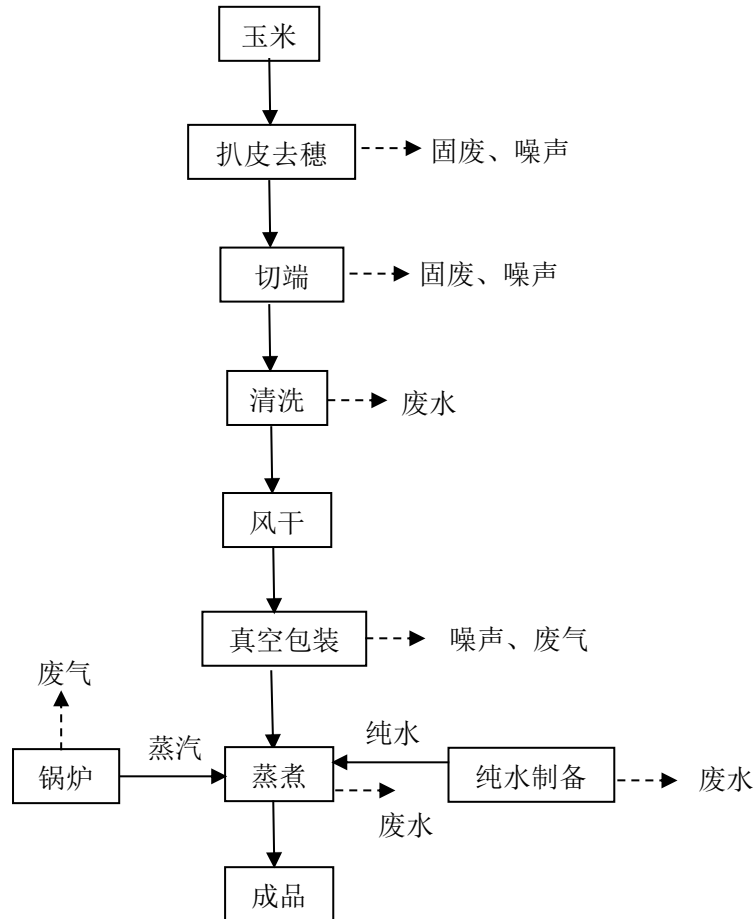 玉米
扒皮去穗
固废、噪声
切端
固废、噪声
清洗
废水
风干
真空包装
噪声、废气
废气
蒸汽
纯水
锅炉
蒸煮
纯水制备
废水
废水
成品